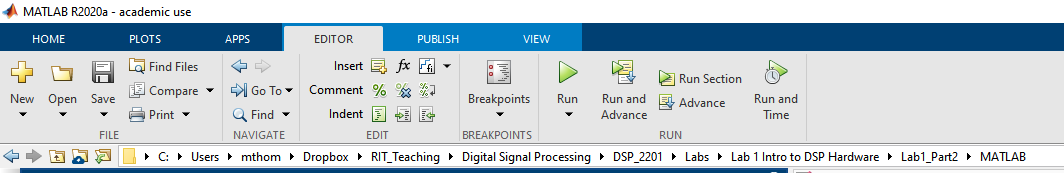 MATLAB R2020a - academic use
HOME PLOTS APPS EDITOR PUBLISH VIEW
New Open Save Find Files Compare Print
FILE
Go To Find
NAVIGATE
Insert fx
Comment % %
Indent
EDIT
Breakpoints
BREAKPOINTS
Run Run and Advance Run Section Advance Run and Time
RUN
C: Users mthom Dropbox RIT_Teaching Digital Signal Processing DSP_2201 Labs Lab 1 Intro to DSP Hardware Lab1_Part2 MATLAB